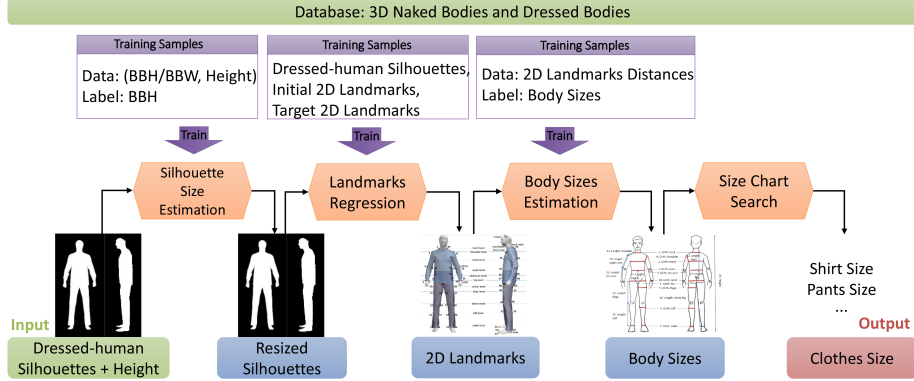 Database: 3D Naked Bodies and Dressed Bodies
Training Samples
Data: (BBH/BBW, Height)
Label: BBH
Training Samples
Dressed-human Silhouettes,
Initial 2D Landmarks,
Target 2D Landmarks
Training Samples
Data: 2D Landmarks Distances
Label: Body Sizes
Train
Train
Train
Silhouette
Size
Estimation
Landmarks
Regression
Body Sizes
Estimation
Size Chart
Search
Shirt Size
Pants Size
...
Input
Output
Dressed-human
Silhouettes + Height
Resized
Silhouettes
2D Landmarks
Body Sizes
Clothes Size